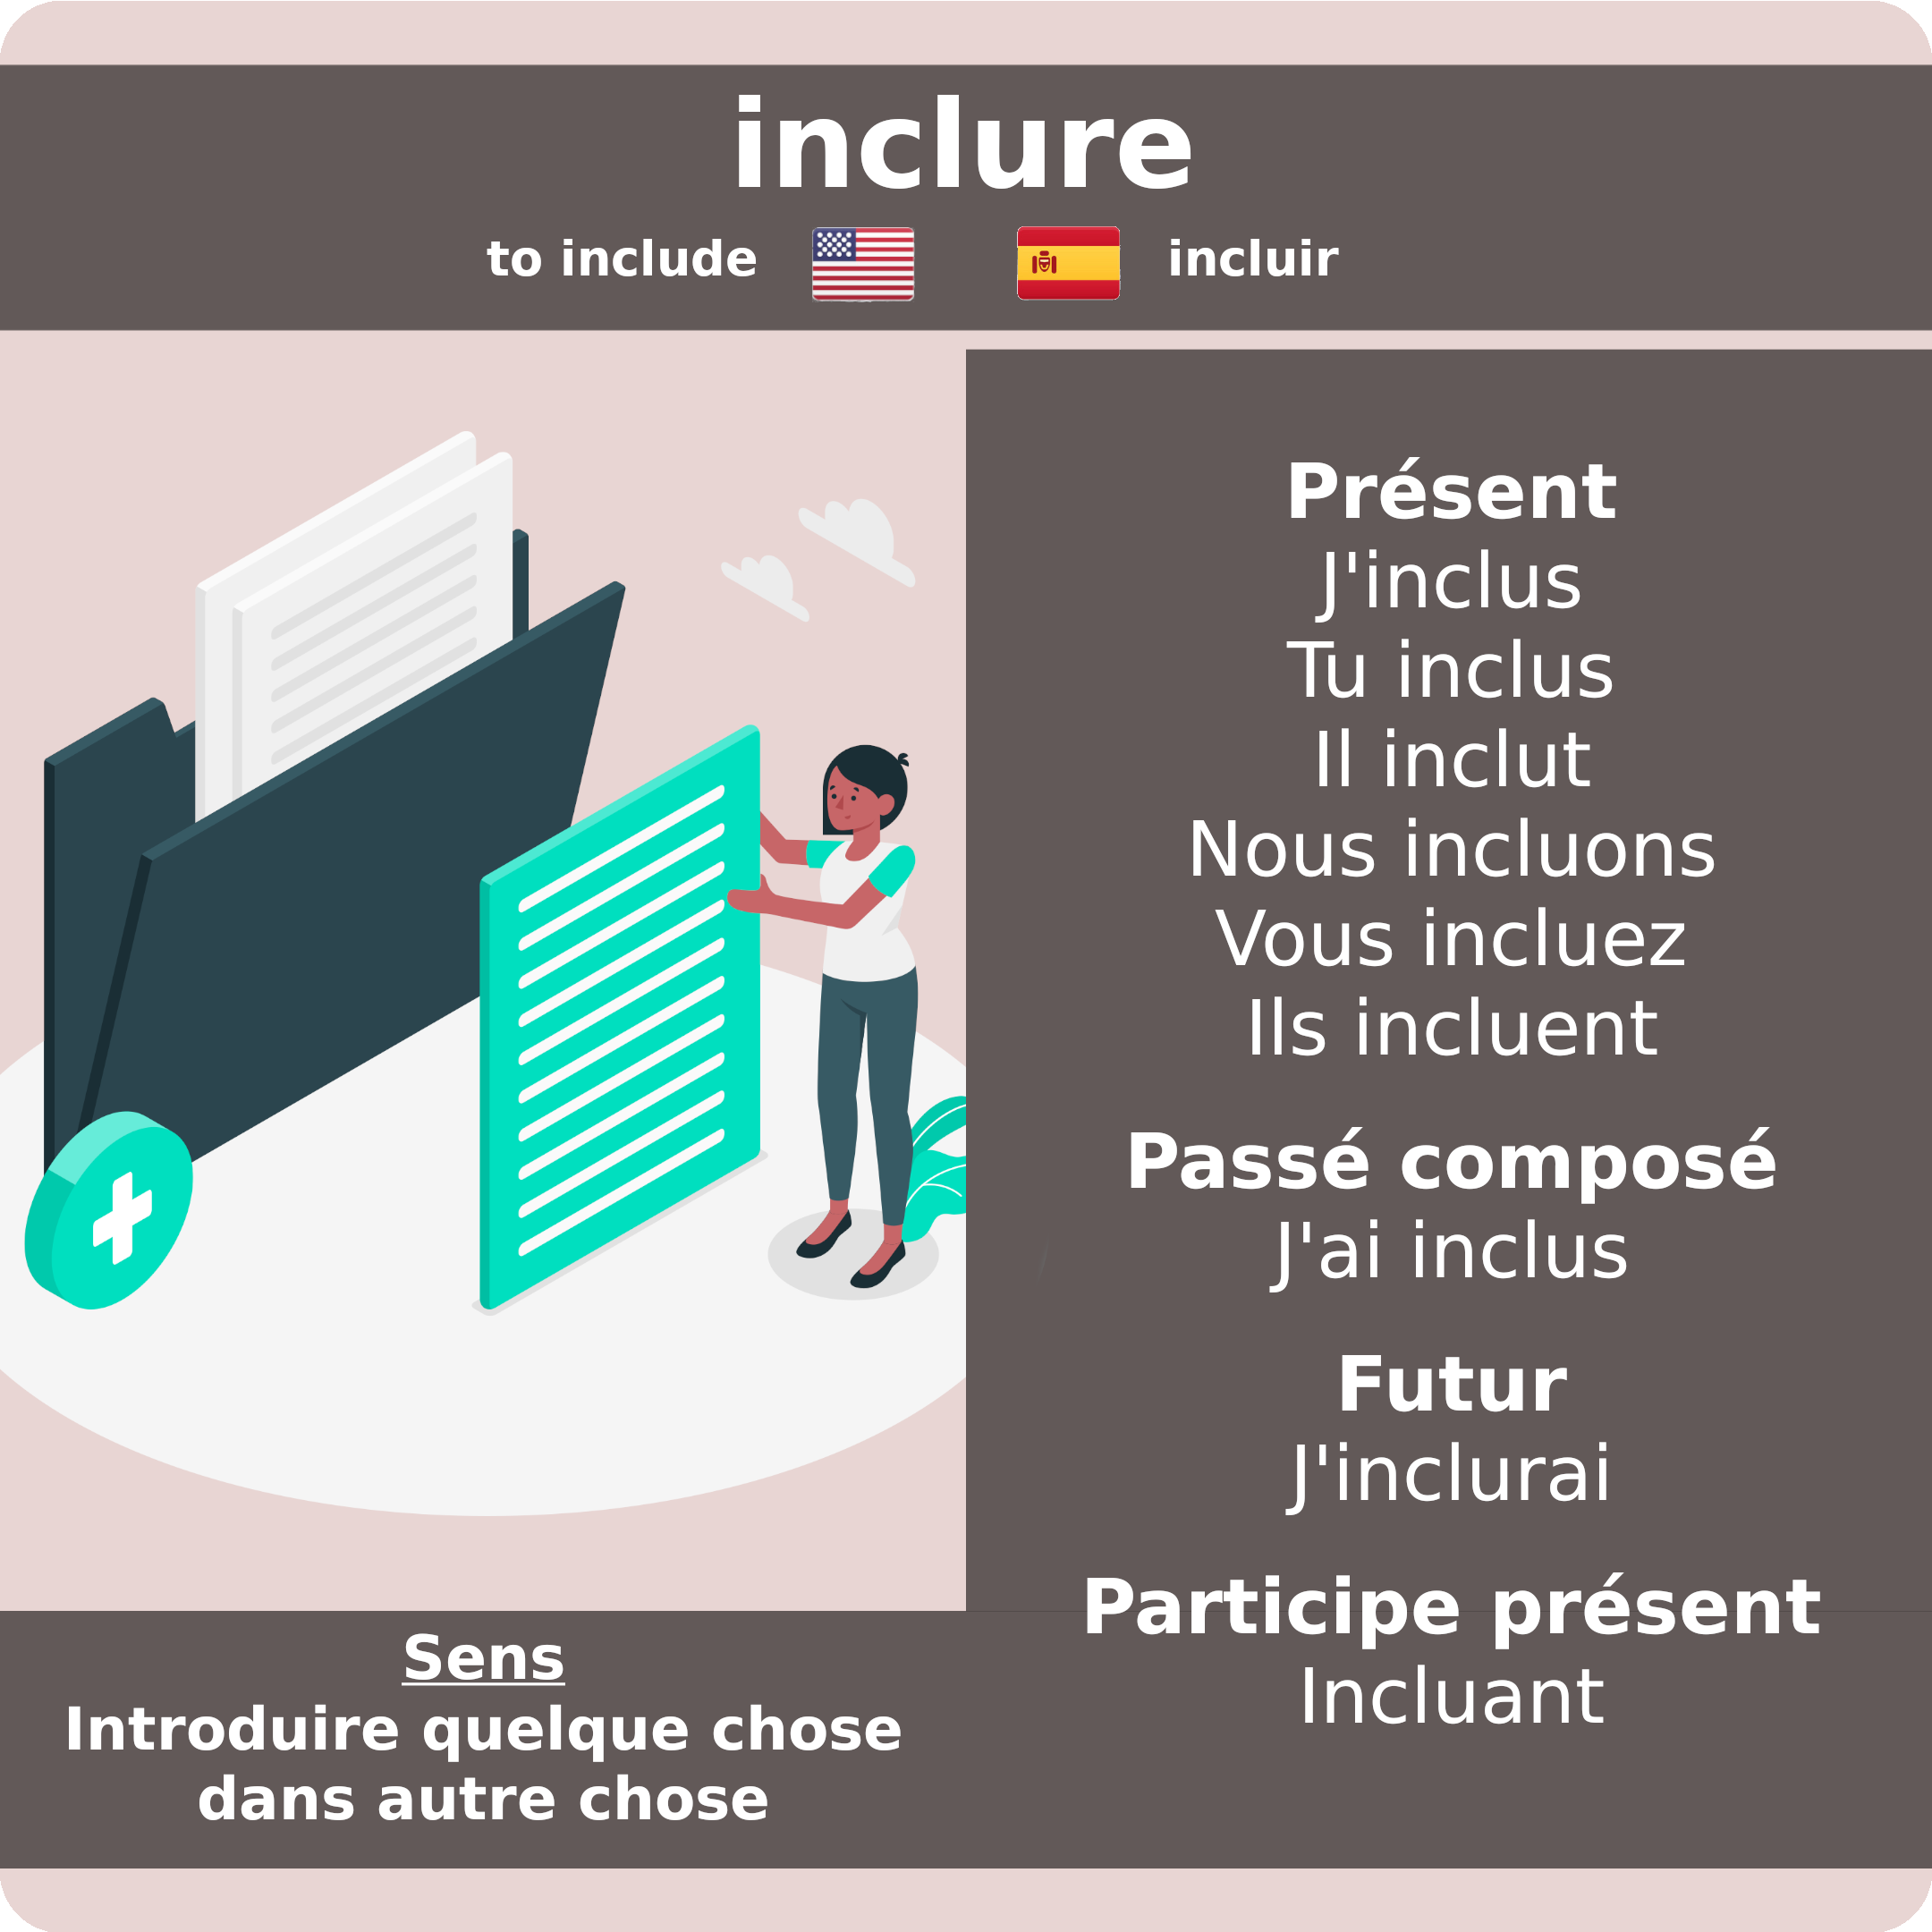 inclure
to include
incluir
Présent
J'inclus
Tu inclus
Il inclut
Nous incluons
Vous incluez
Ils incluent
Passé composé
J'ai inclus
Futur
J'inclurai
Participe présent
Incluant
Sens
Introduire quelque chose
dans autre chose